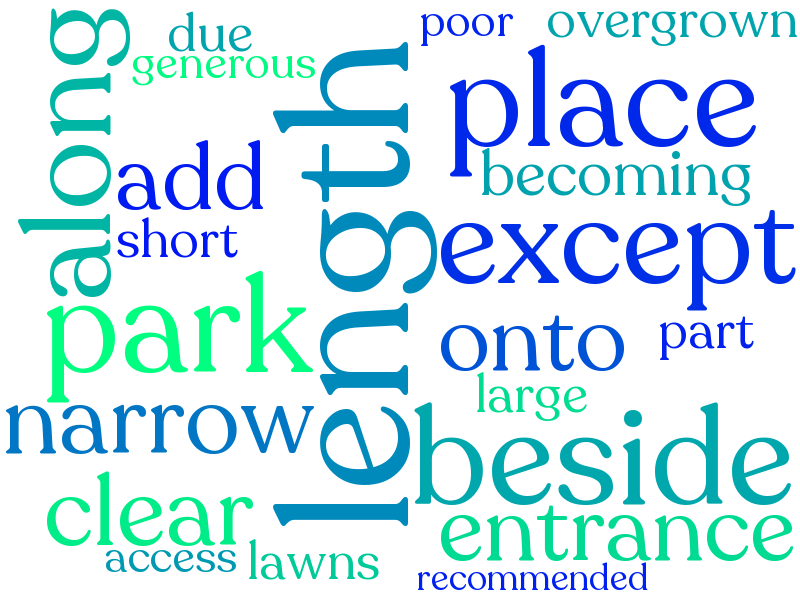 along
due
generous
length
poor
overgrown
place
add
becoming
short
except
park
onto
part
large
narrow
beside
clear
entrance
access
lawns
recommended